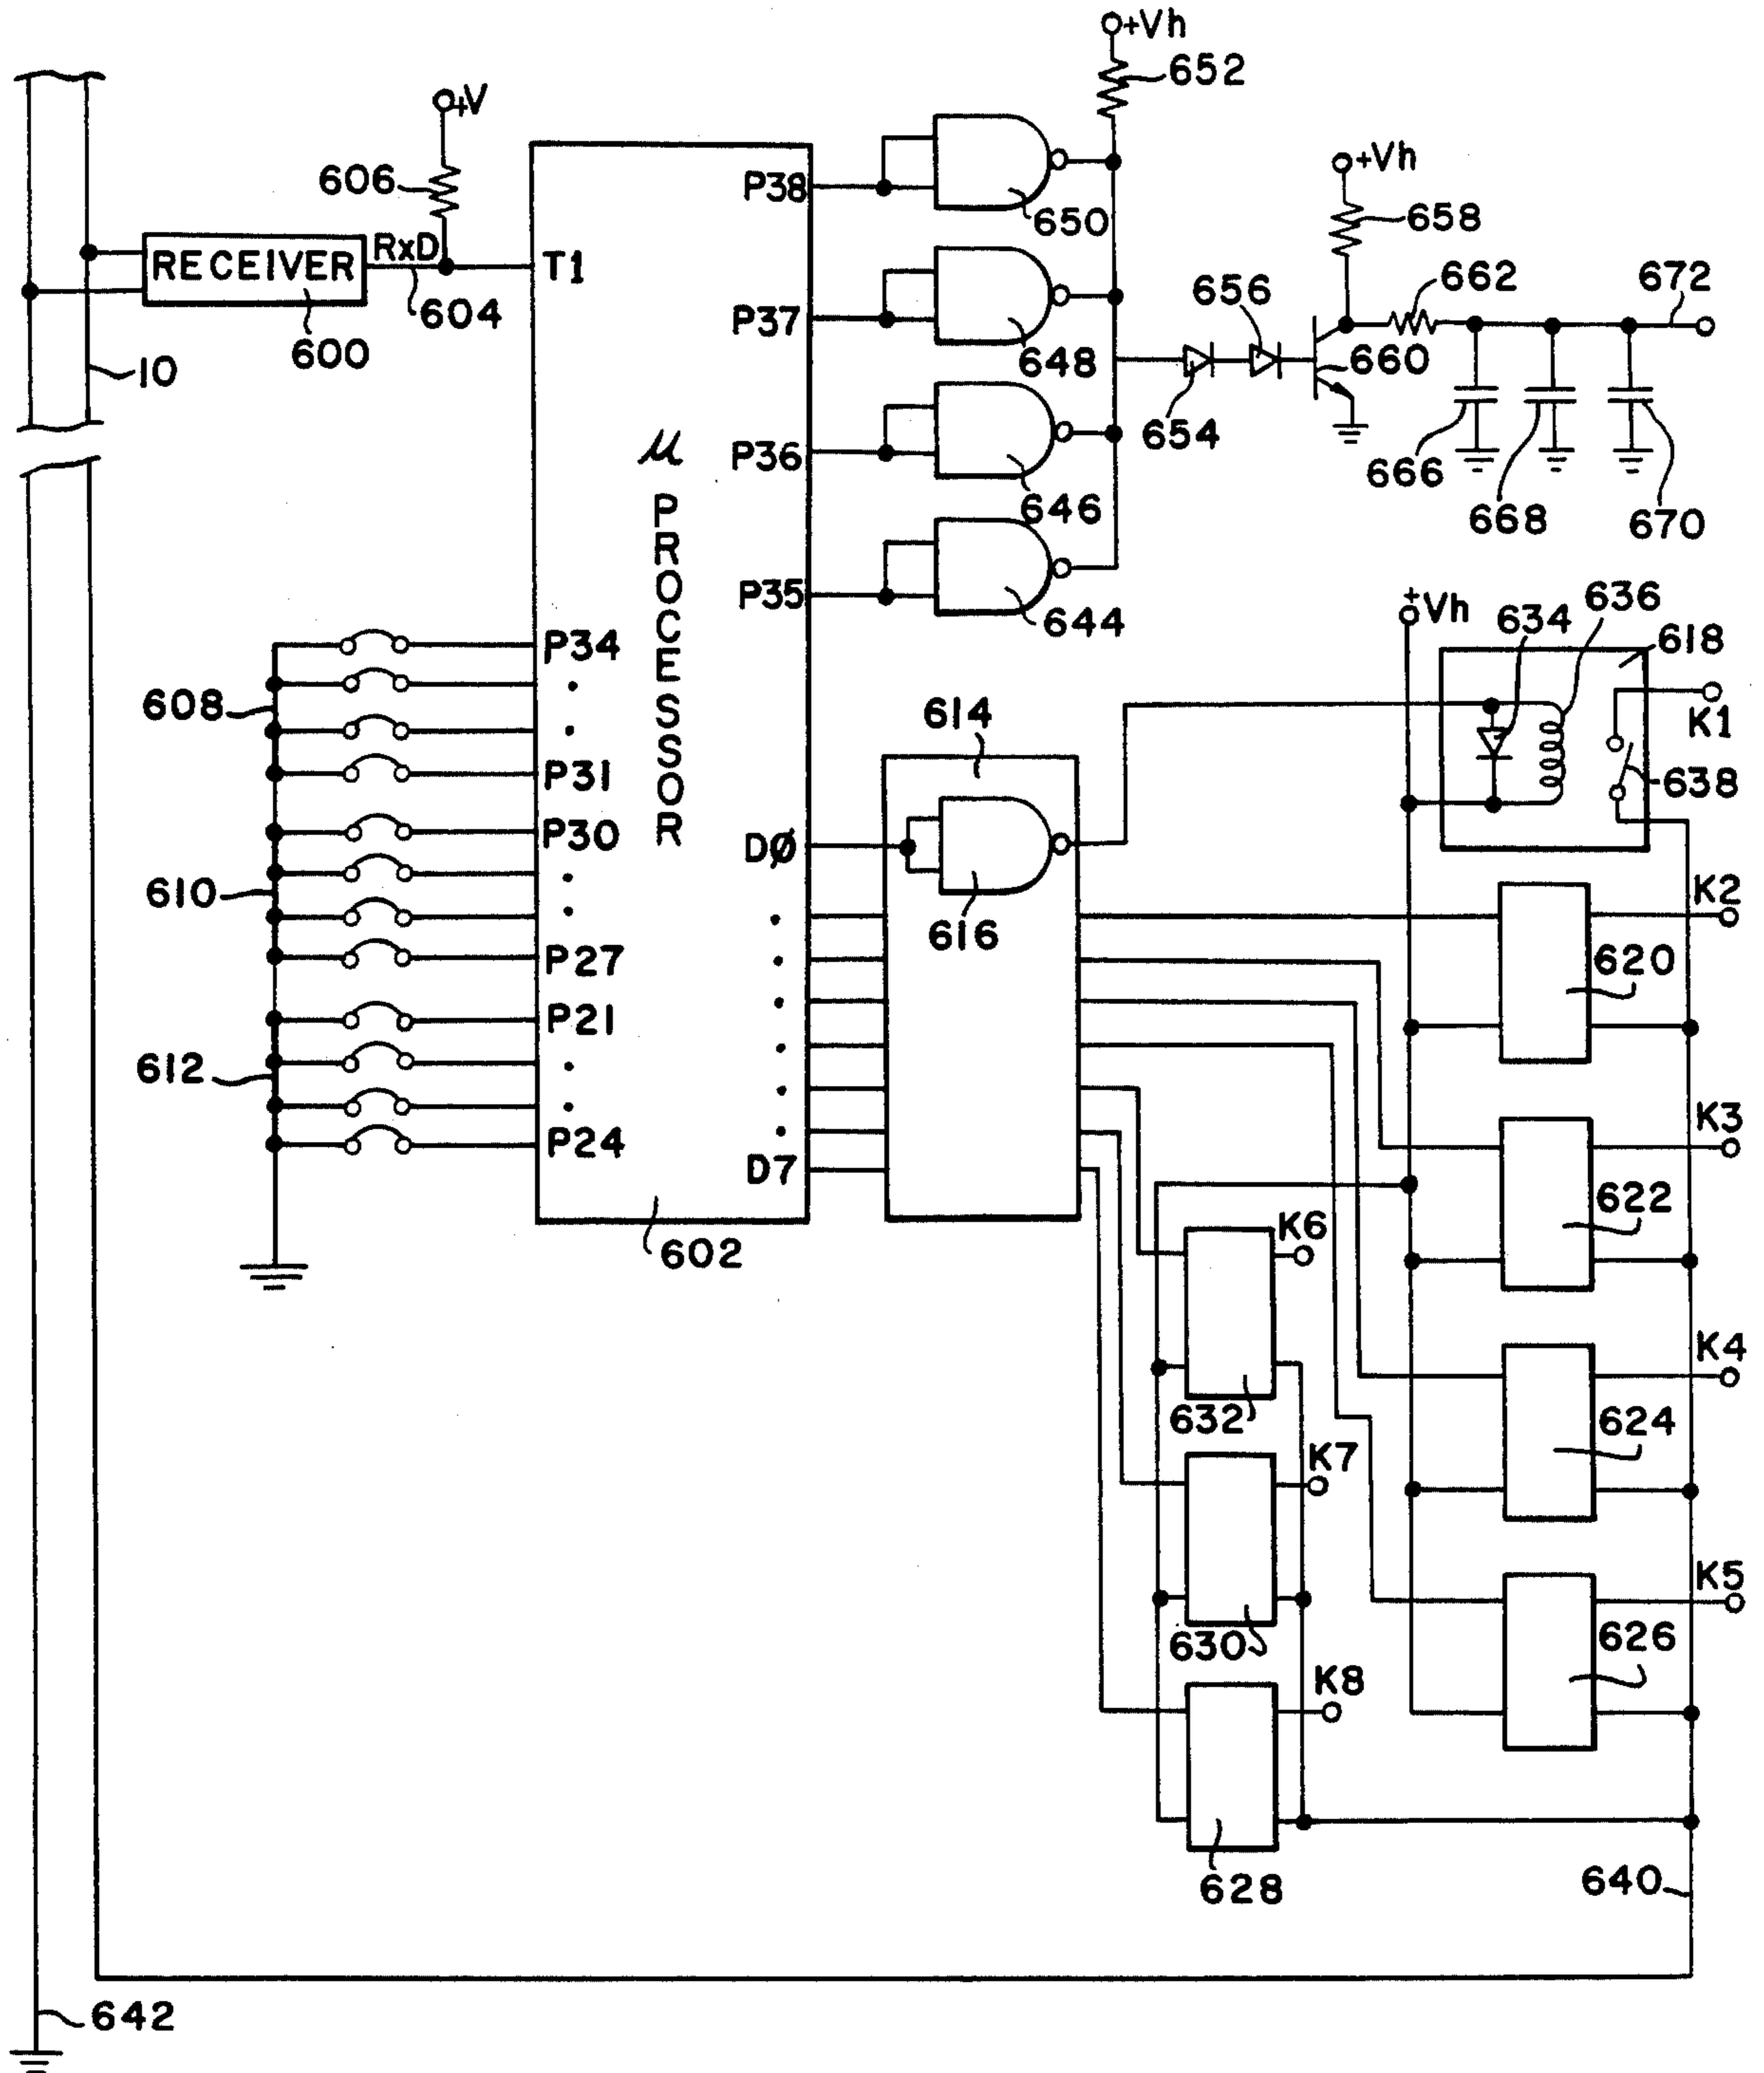 +Vh
652
+V
606
P38
650
+Vh
658
RxD
RECEIVER
T1
604
600
10
P37
648
656
662
672
654
660
666
668
670
μ
PROCESSOR
P36
646
P35
644
P34
608
P31
P30
610
P27
P21
612
P24
+Vh
634
636
618
K1
638
614
DØ
616
D7
602
K2
620
K3
622
K4
624
K5
626
K6
632
K7
630
K8
628
640
642